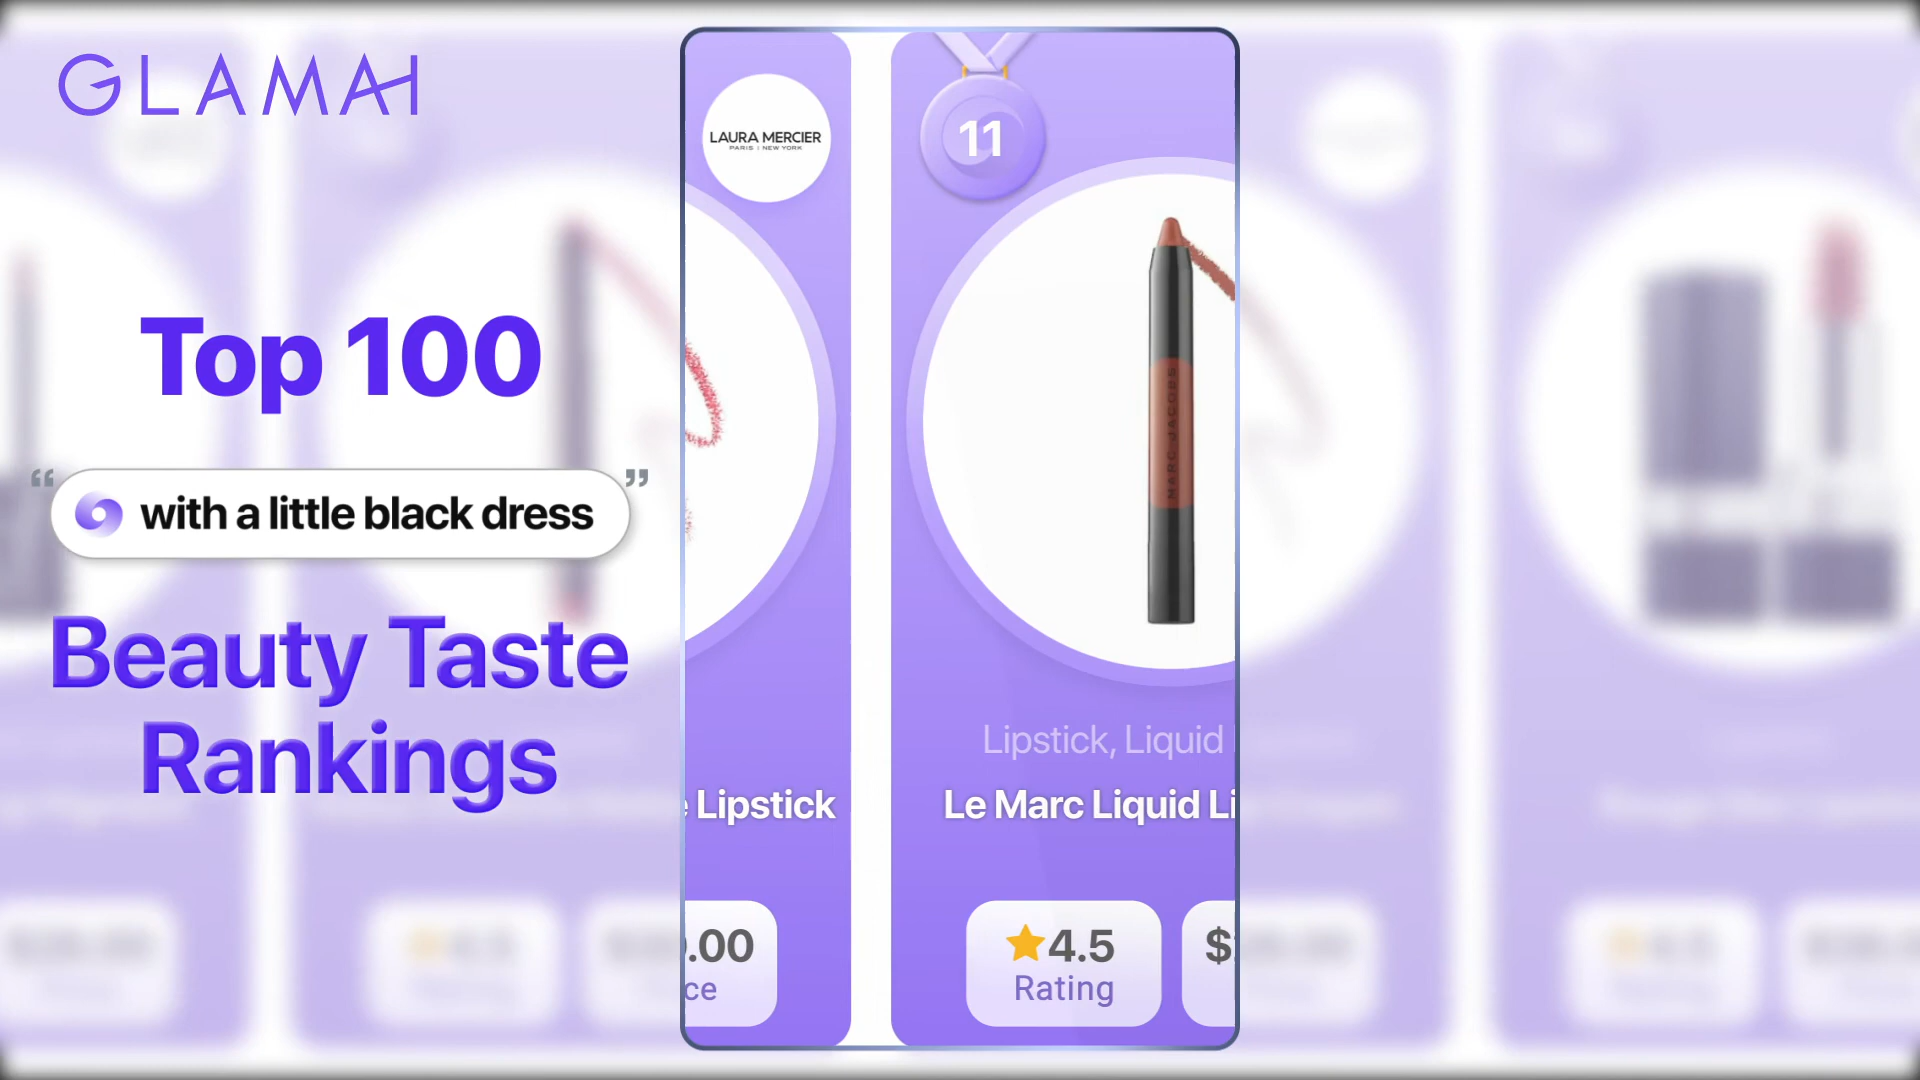 GLAMAI
Top 100
“ with a little black dress ”
Beauty Taste
Rankings
LAURA MERCIER
PARIS | NEW YORK
Lipstick
.00
11
MARC JACOBS
Lipstick, Liquid
Le Marc Liquid Li
4.5
Rating
$